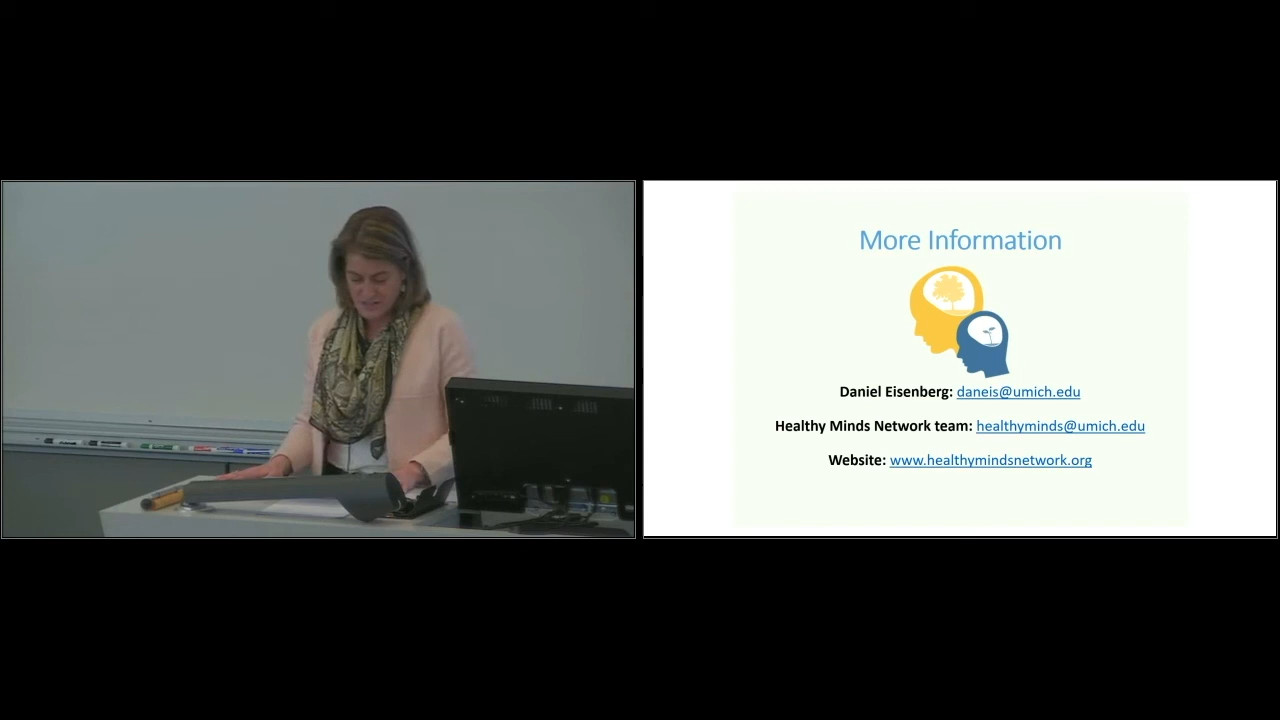 More Information
Daniel Eisenberg: daneis@umich.edu
Healthy Minds Network team: healthyminds@umich.edu
Website: www.healthymindsnetwork.org